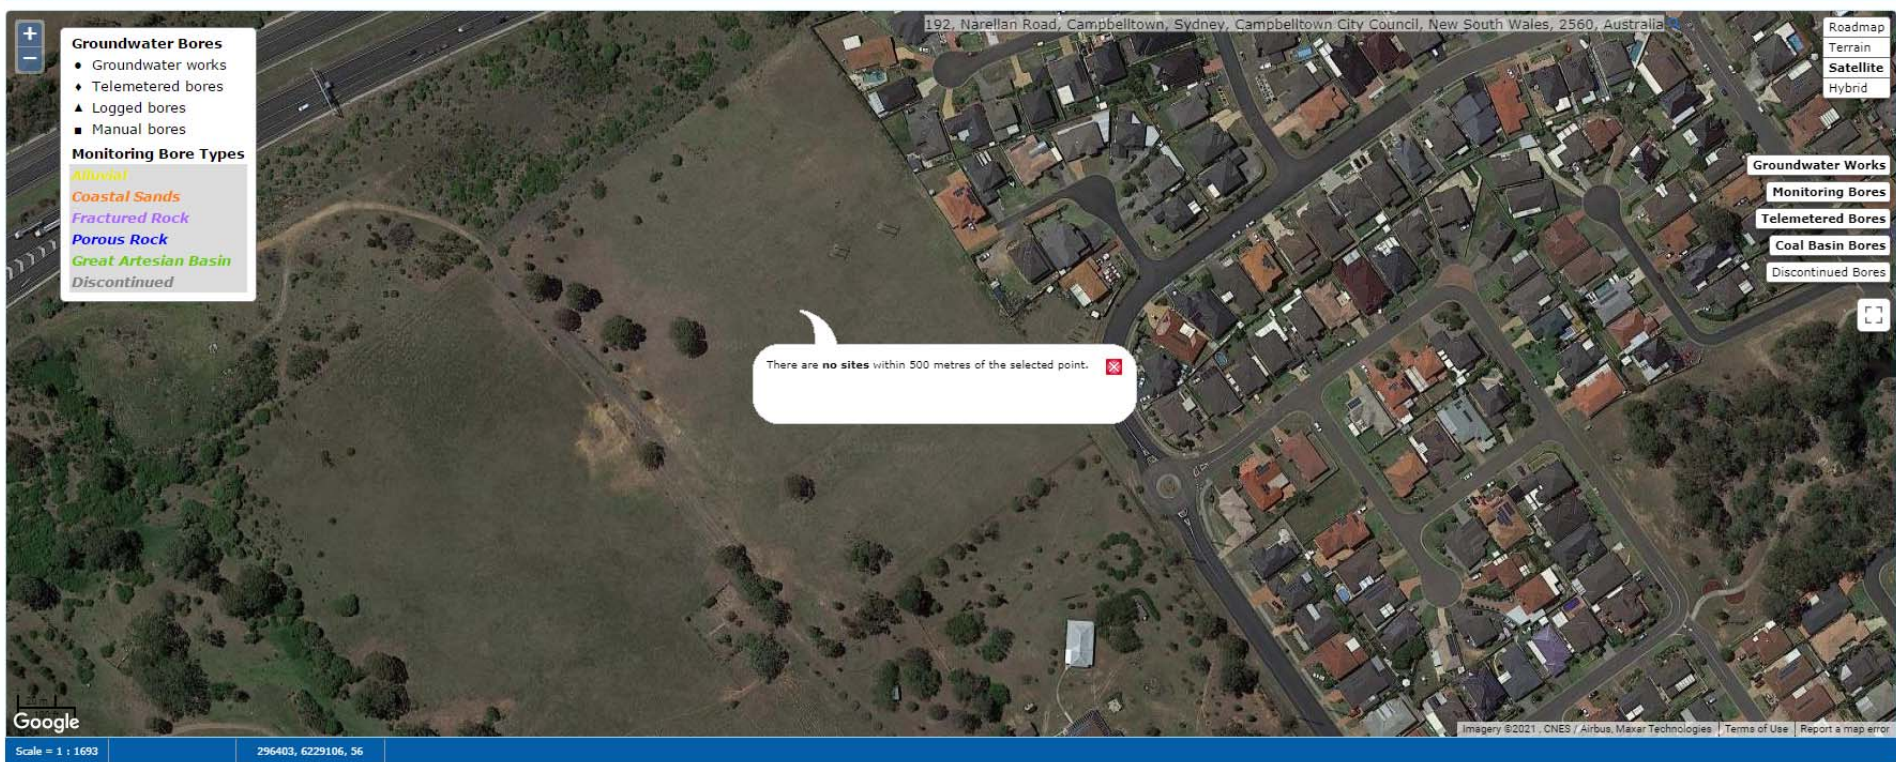 192, Narellan Road, Campbelltown, Sydney, Campbelltown City Council, New South Wales, 2560, Australia
+
−
Groundwater Bores
Groundwater works
Telemetered bores
Logged bores
Manual bores
Monitoring Bore Types
Alluvial
Coastal Sands
Fractured Rock
Porous Rock
Great Artesian Basin
Discontinued
Roadmap
Terrain
Satellite
Hybrid
Groundwater Works
Monitoring Bores
Telemetered Bores
Coal Basin Bores
Discontinued Bores
There are no sites within 500 metres of the selected point.
20 m
Google
Imagery ©2021 , CNES / Airbus, Maxar Technologies
Terms of Use
Report a map error
Scale = 1 : 1693
296403, 6229106, 56